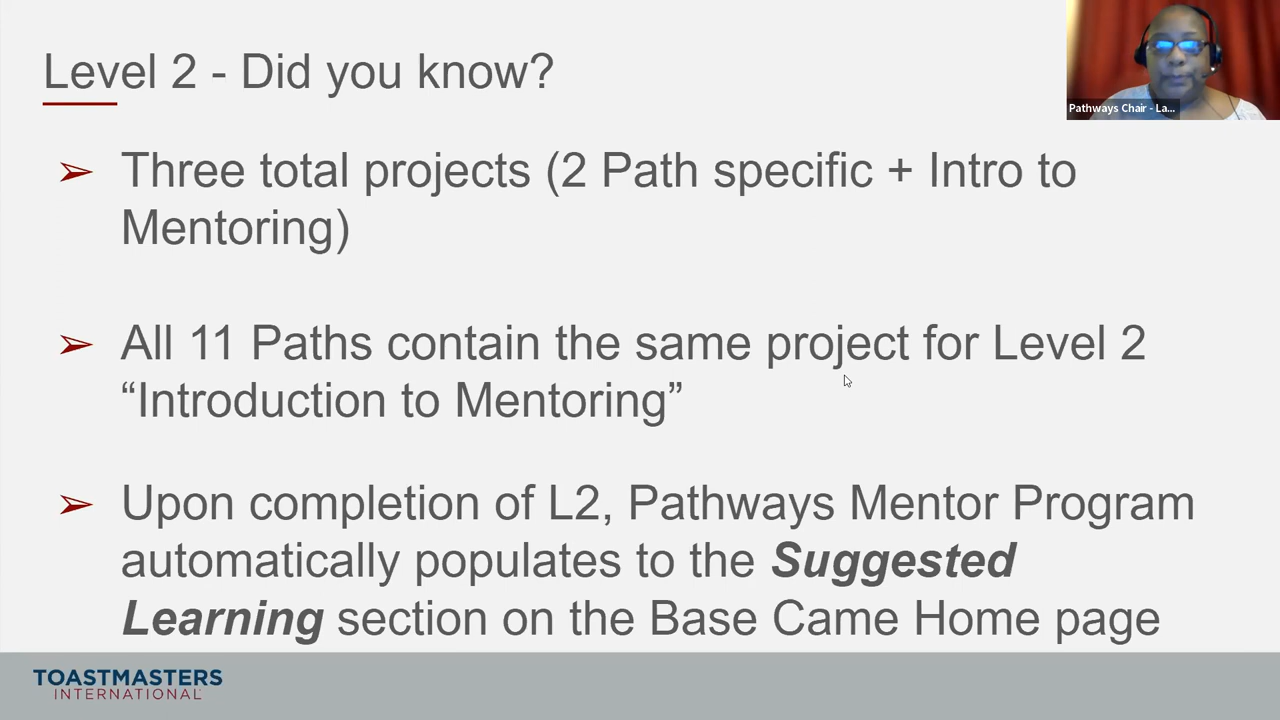 Level 2 - Did you know?
Pathways Chair - La...
➢ Three total projects (2 Path specific + Intro to
Mentoring)
➢ All 11 Paths contain the same project for Level 2
“Introduction to Mentoring”
➢ Upon completion of L2, Pathways Mentor Program
automatically populates to the Suggested
Learning section on the Base Came Home page
TOASTMASTERS
INTERNATIONAL